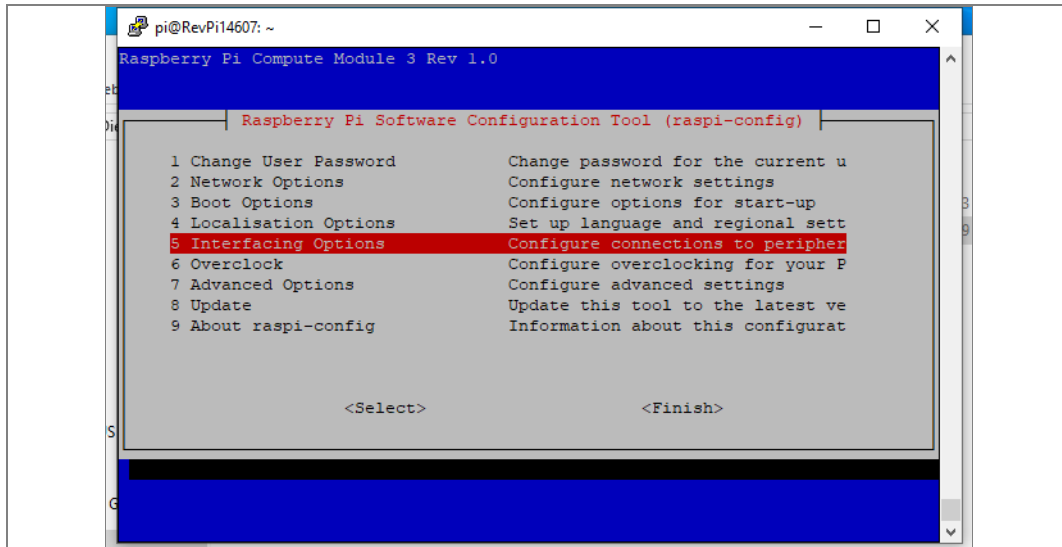 pi@RevPi14607: ~
Raspberry Pi Compute Module 3 Rev 1.0
Raspberry Pi Software Configuration Tool (raspi-config)
1 Change User Password Change password for the current u
2 Network Options Configure network settings
3 Boot Options Configure options for start-up
4 Localisation Options Set up language and regional sett
5 Interfacing Options Configure connections to peripher
6 Overclock Configure overclocking for your P
7 Advanced Options Configure advanced settings
8 Update Update this tool to the latest ve
9 About raspi-config Information about this configurat
<Select> <Finish>